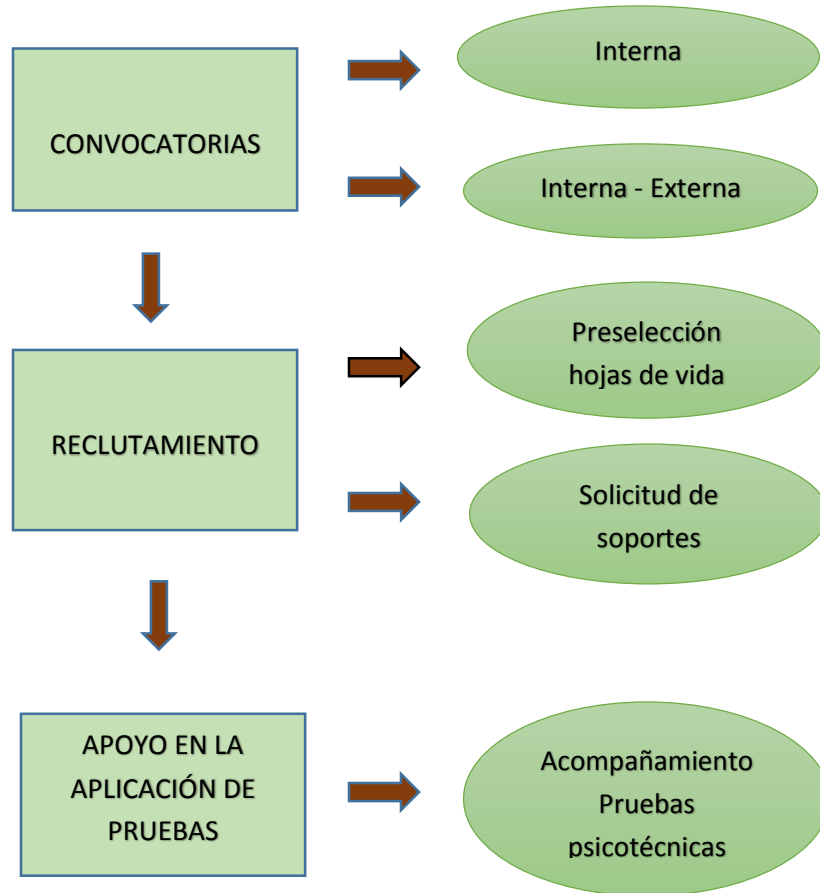 CONVOCATORIAS
Interna
Interna - Externa
RECLUTAMIENTO
Preselección
hojas de vida
Solicitud de
soportes
APOYO EN LA
APLICACIÓN DE
PRUEBAS
Acompañamiento
Pruebas
psicotécnicas